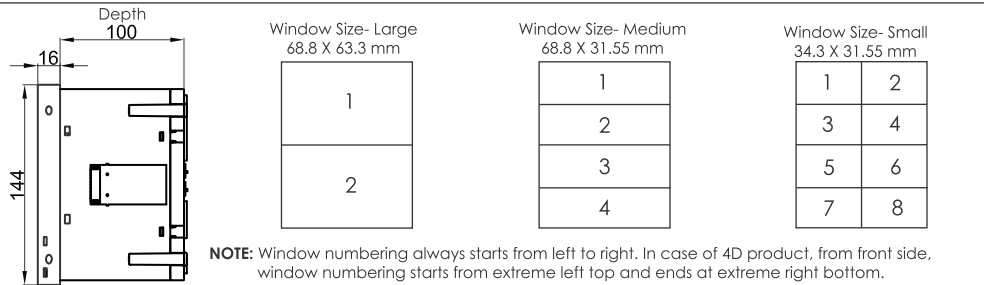 Depth
100
16
144
Window Size- Large
68.8 X 63.3 mm
1
2
Window Size- Medium
68.8 X 31.55 mm
1
2
3
4
Window Size- Small
34.3 X 31.55 mm
1 2
3 4
5 6
7 8
NOTE: Window numbering always starts from left to right. In case of 4D product, from front side,
window numbering starts from extreme left top and ends at extreme right bottom.